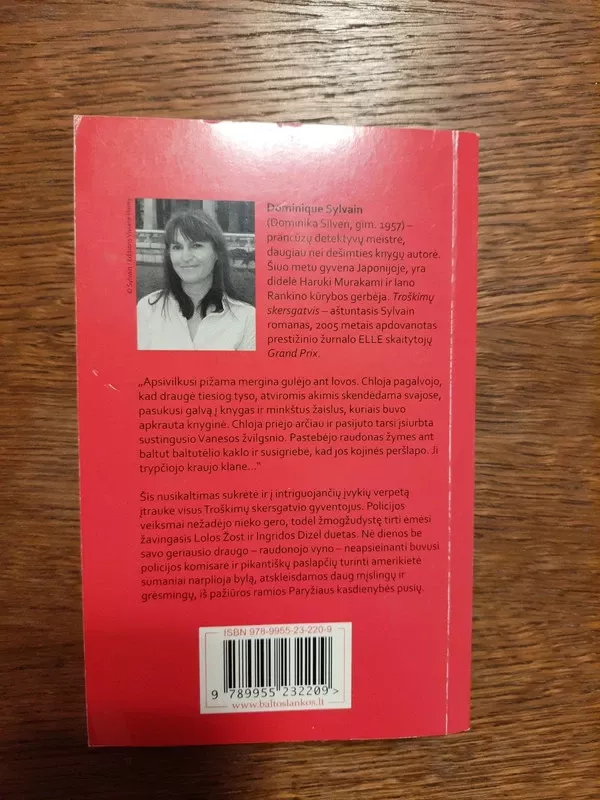 Dominique Sylvain
(Dominika Silven, gim. 1957) –
prancūzų detektyvų meistrė,
daugiau nei dešimties knygų autorė.
Šiuo metu gyvena Japonijoje, yra
didelė Haruki Murakami ir Iano
Rankino kūrybos gerbėja. Troškimų
skersgatvis – aštuntasis Sylvain
romanas, 2005 metais apdovanotas
prestižinio žurnalo ELLE skaitytojų
Grand Prix.
„Apsivilkusi pižama mergina gulėjo ant lovos. Chloja pagalvojo,
kad draugė tiesiog tyso, atviromis akimis skendėdama svajose,
pasukusi galvą į knygas ir minkštus žaislus, kuriais buvo
apkrauta knyginė. Chloja priėjo arčiau ir pasijuto tarsi įsiurbta
sustingusio Vanesos žvilgsnio. Pastebėjo raudonas žymes ant
baltut baltutėlio kaklo ir susigriebė, kad jos kojinės peršlapo. Ji
trypčiojo kraujo klane...“
Šis nusikaltimas sukrėtė ir į intriguojančių įvykių verpetą
įtraukė visus Troškimų skersgatvio gyventojus. Policijos
veiksmai nežadėjo nieko gero, todėl žmogžudystę tirti ėmėsi
žavingasis Lolos Žost ir Ingridos Dizel duetas. Nė dienos be
savo geriausio draugo – raudonojo vyno – neapsieinanti buvusi
policijos komisarė ir pikantiškų paslapčių turinti amerikietė
sumaniai narplioja bylą, atskleisdamos daug mįslingų ir
grėsmingų, iš pažiūros ramios Paryžiaus kasdienybės pusių.
ISBN 978-9955-23-220-9
9 789955 232209>
www.baltoslankos.lt